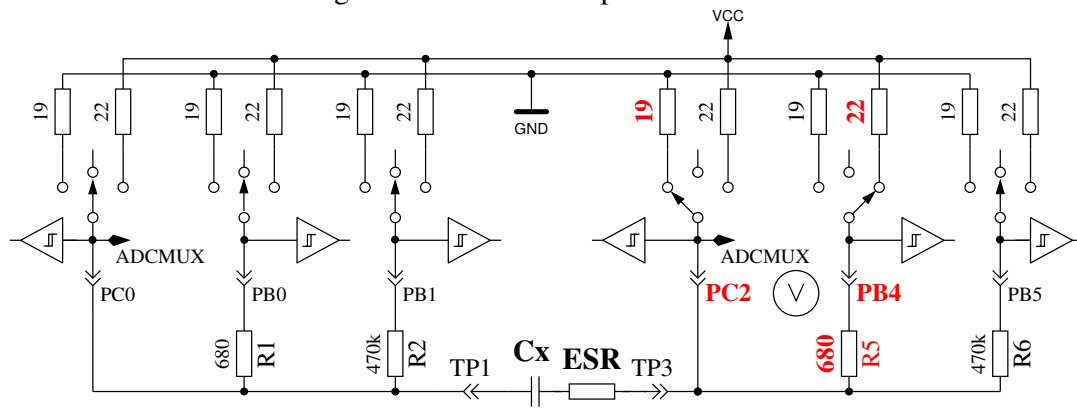 VCC
GND
19 22 19 22 19 22 19 22 19 22 19 22
ADCMUX ADCMUX
PC0 PB0 PB1 PC2 V PB4 PB5
680 R1 470k R2 680 R5 470k R6
TP1 Cx ESR TP3